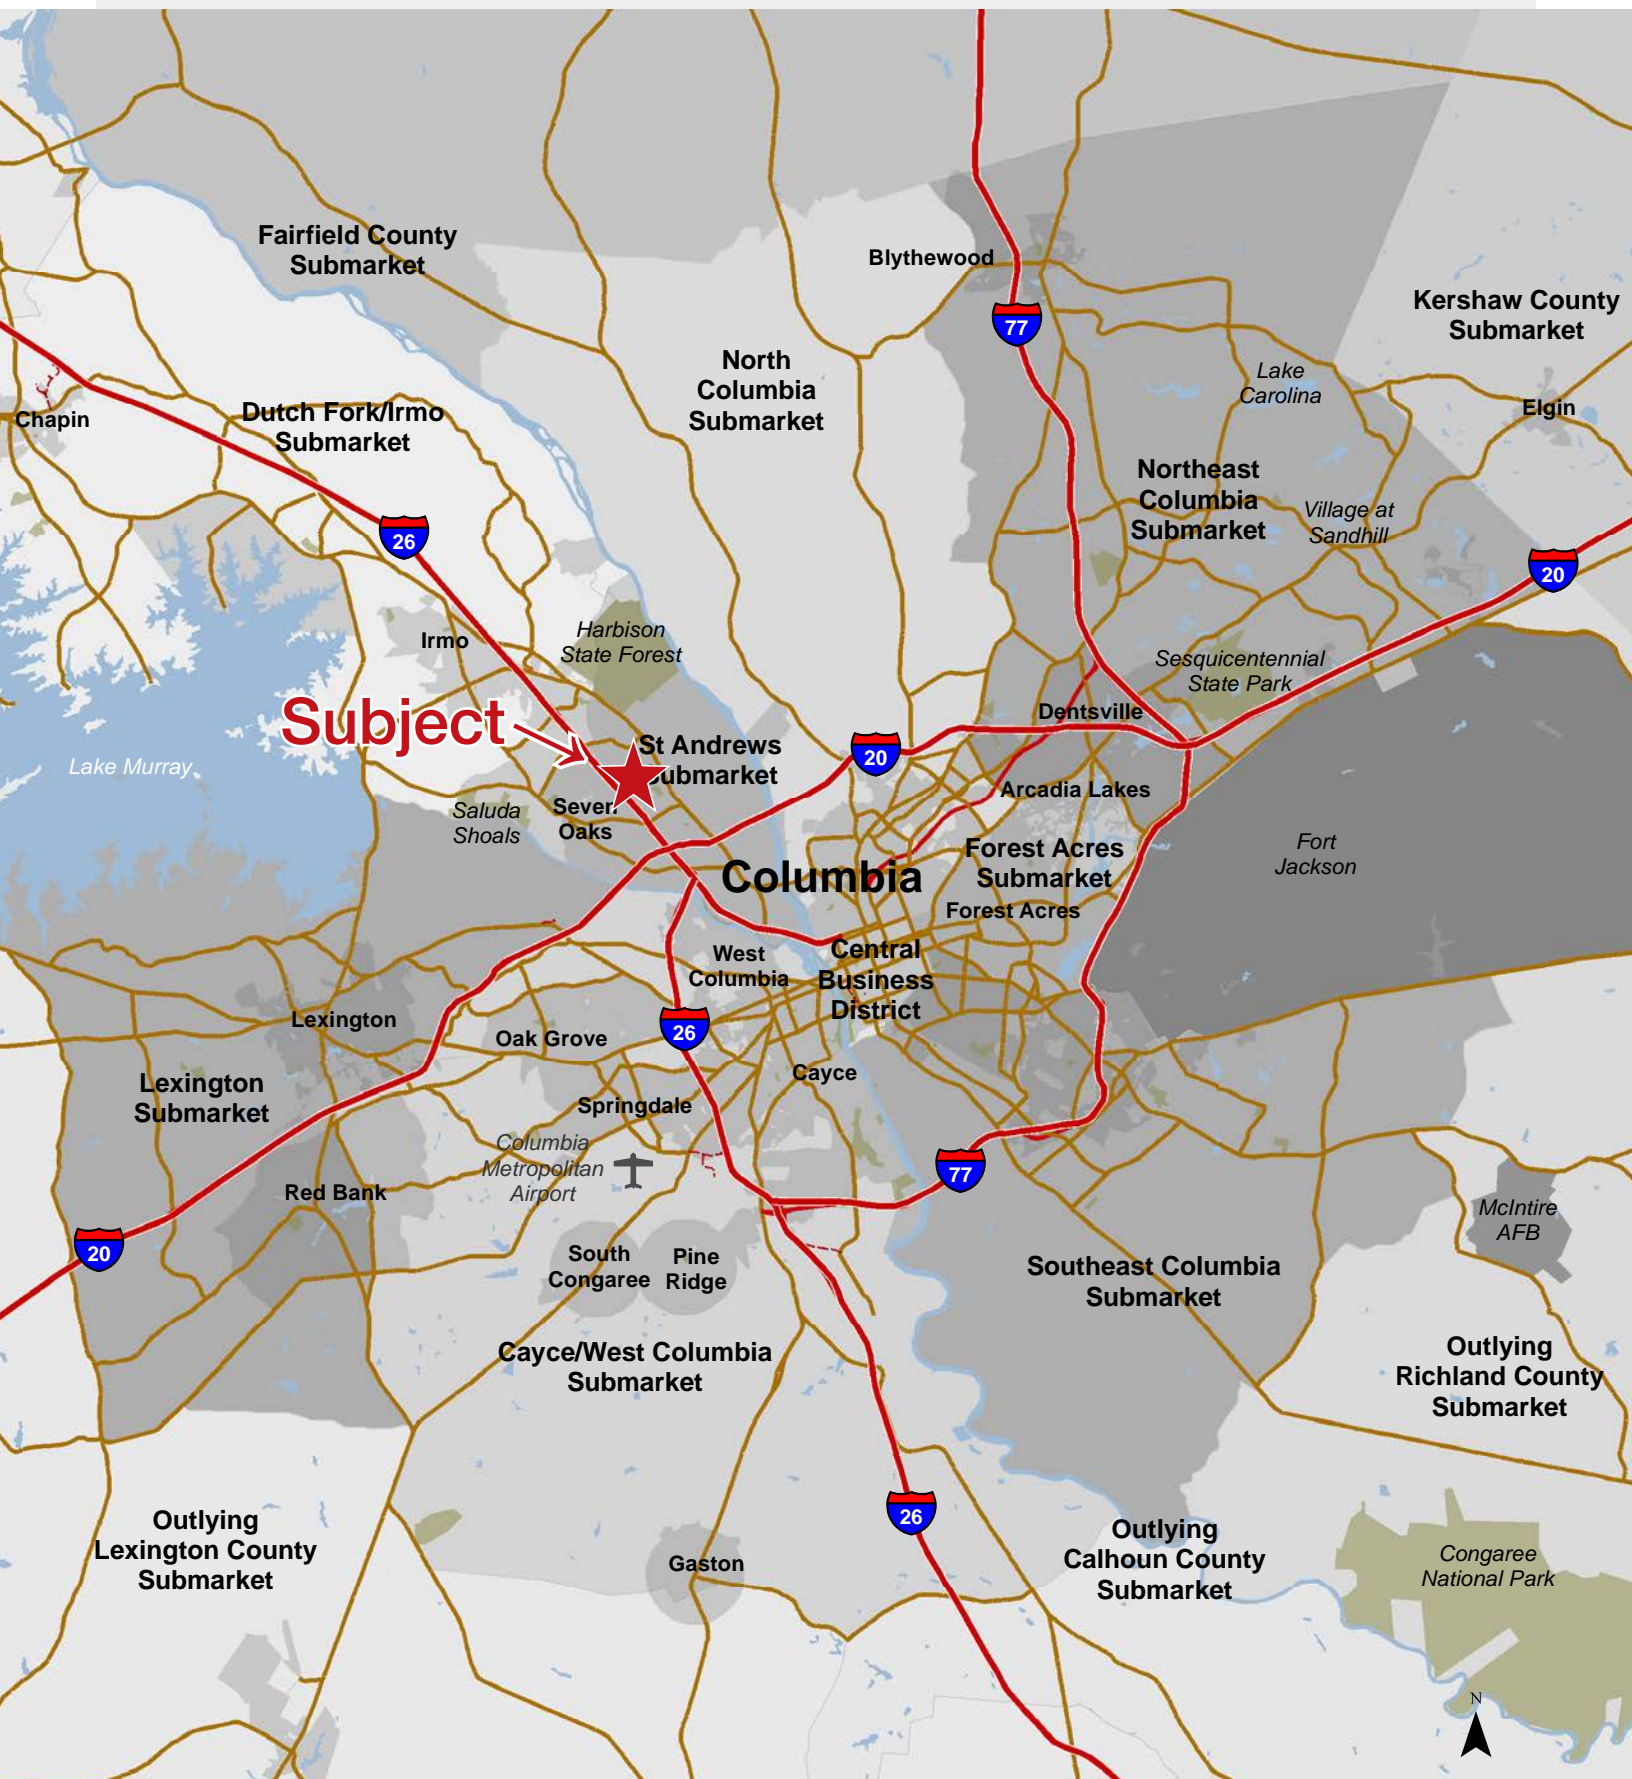 Fairfield County
Submarket
Blythewood
Kershaw County
Submarket
77
North
Columbia
Submarket
Lake
Carolina
Elgin
Chapin
Dutch Fork/Irmo
Submarket
Northeast
Columbia
Submarket
Village at
Sandhill
26
20
Irmo
Harbison
State Forest
Sesquicentennial
State Park
Subject
Dentsville
St Andrews
Submarket
20
Lake Murray
Arcadia Lakes
Saluda
Shoals
Seven
Oaks
Fort
Jackson
Forest Acres
Submarket
Columbia
Forest Acres
West
Columbia
Central
Business
District
Lexington
26
Oak Grove
Cayce
Lexington
Submarket
Springdale
Columbia
Metropolitan
Airport
77
Red Bank
McIntire
AFB
20
South
Congaree
Pine
Ridge
Southeast Columbia
Submarket
Cayce/West Columbia
Submarket
Outlying
Richland County
Submarket
26
Outlying
Lexington County
Submarket
Gaston
Outlying
Calhoun County
Submarket
Congaree
National Park
N